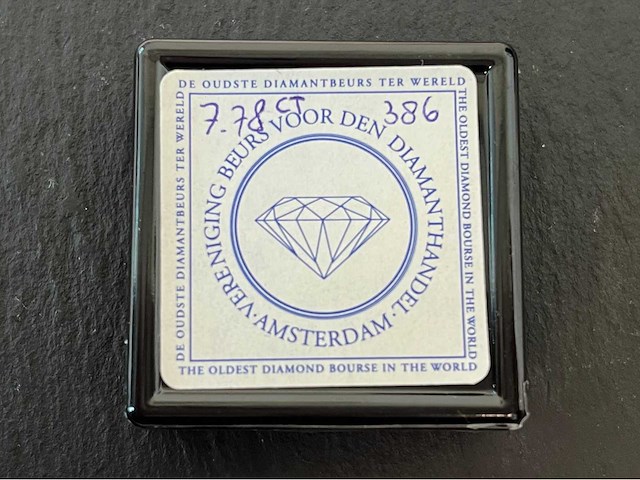 DE OUDSTE DIAMANTBEURS TER WERELD
7.78 CT
386
VERENIGING BEURS VOOR DEN DIAMANTHANDEL
· AMSTERDAM ·
DE OUDSTE DIAMANTBEURS TER WERELD
THE OLDEST DIAMOND BOURSE IN THE WORLD
THE OLDEST DIAMOND BOURSE IN THE WORLD